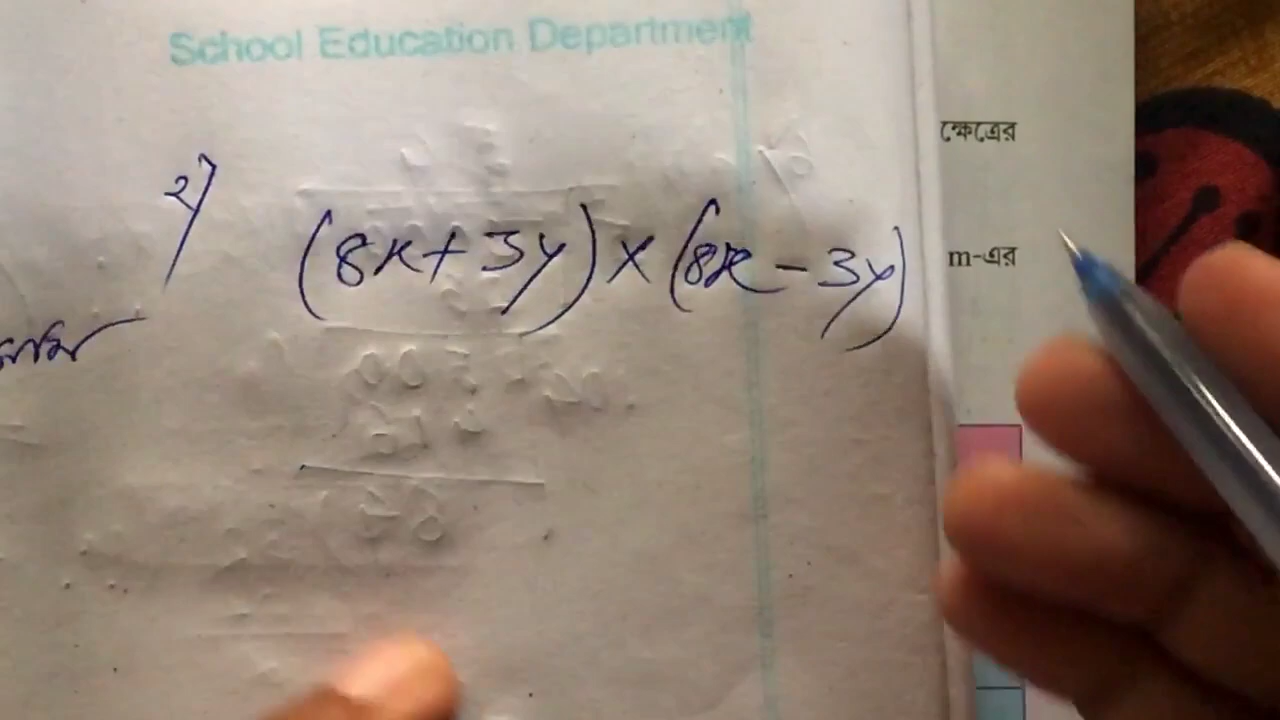 School Education Department
ক্ষেত্রের
২) (8x + 3y) × (8x - 3y)
m-এর